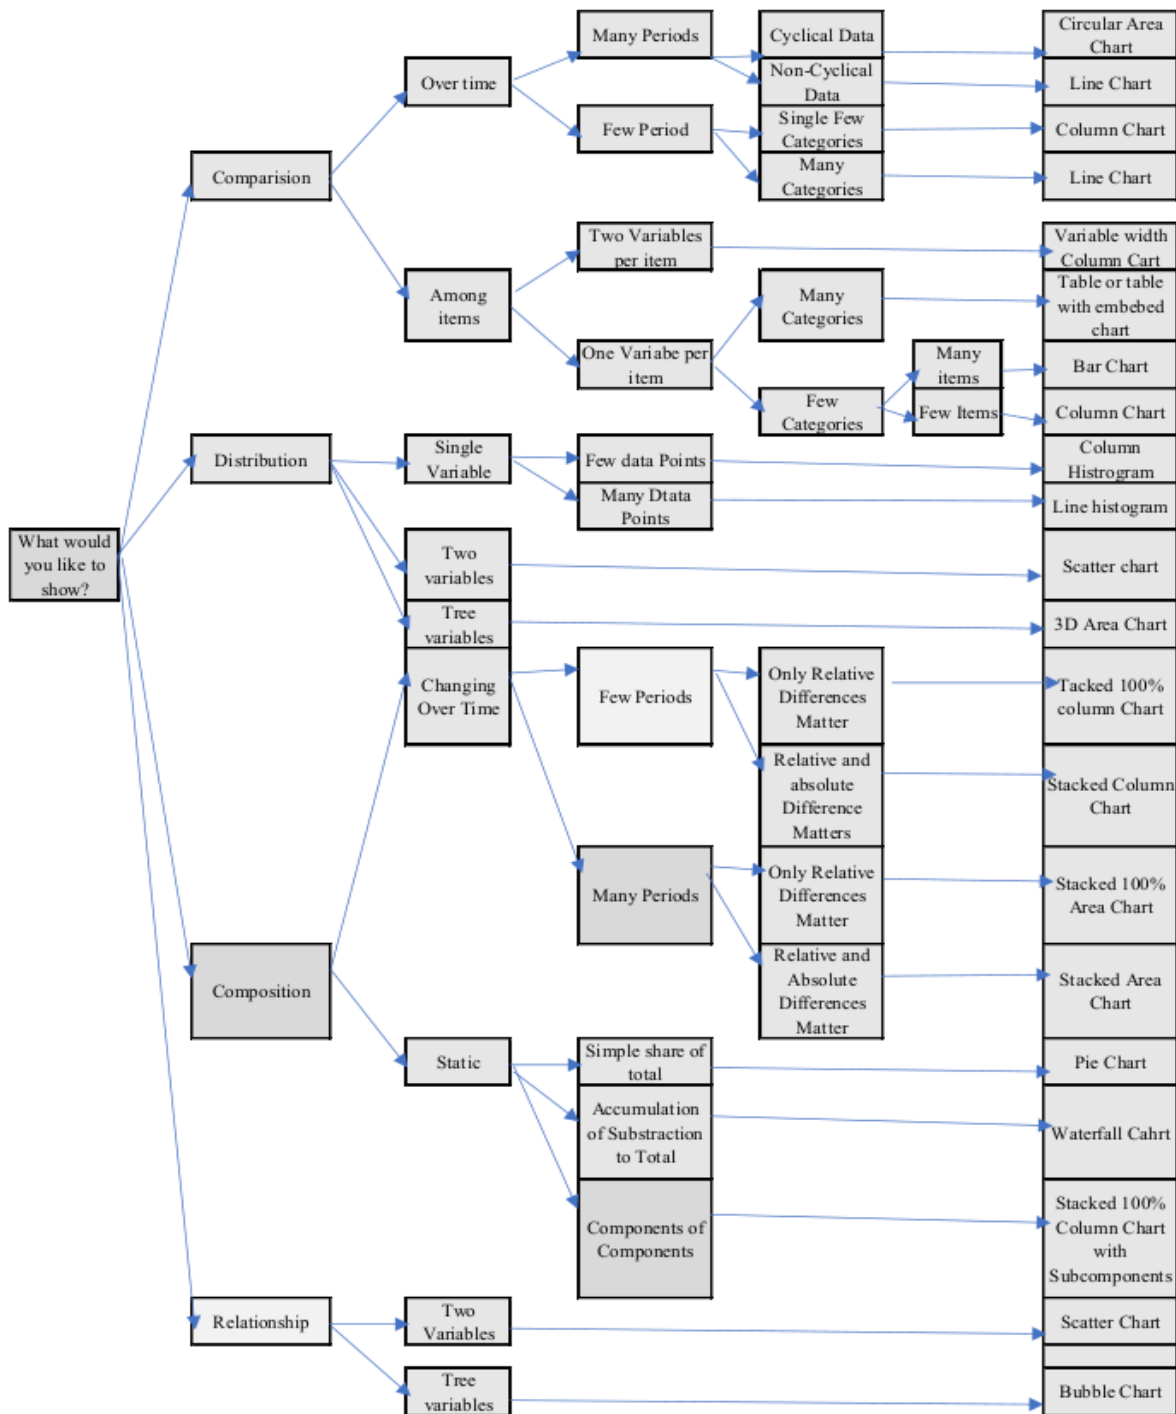 Many Periods
Cyclical Data
Circular Area
Chart
Over time
Non-Cyclical
Data
Line Chart
Few Period
Single Few
Categories
Column Chart
Many
Categories
Line Chart
Comparision
Two Variables
per item
Variable width
Column Cart
Among
items
Many
Categories
Table or table
with embebed
chart
One Variabe per
item
Many
items
Bar Chart
Few
Categories
Few Items
Column Chart
Distribution
Single
Variable
Few data Points
Column
Histrogram
Many Dtata
Points
Line histogram
What would
you like to
show?
Two
variables
Scatter chart
Tree
variables
3D Area Chart
Changing
Over Time
Few Periods
Only Relative
Differences
Matter
Tacked 100%
column Chart
Relative and
absolute
Difference
Matters
Stacked Column
Chart
Many Periods
Only Relative
Differences
Matter
Stacked 100%
Area Chart
Composition
Relative and
Absolute
Differences
Matter
Stacked Area
Chart
Static
Simple share of
total
Pie Chart
Accumulation
of Substraction
to Total
Waterfall Cahrt
Components of
Components
Stacked 100%
Column Chart
with
Subcomponents
Relationship
Two
Variables
Scatter Chart
Tree
variables
Bubble Chart